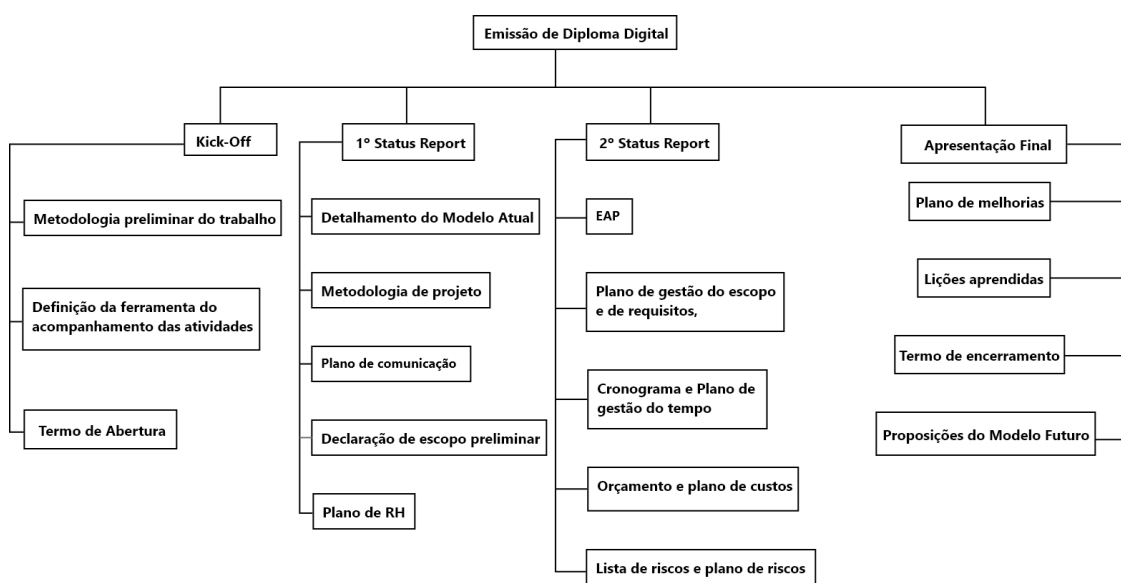 Emissão de Diploma Digital
Kick-Off
Metodologia preliminar do trabalho
Definição da ferramenta do
acompanhamento das atividades
Termo de Abertura
1º Status Report
Detalhamento do Modelo Atual
Metodologia de projeto
Plano de comunicação
Declaração de escopo preliminar
Plano de RH
2º Status Report
EAP
Plano de gestão do escopo
e de requisitos,
Cronograma e Plano de
gestão do tempo
Orçamento e plano de custos
Lista de riscos e plano de riscos
Apresentação Final
Plano de melhorias
Lições aprendidas
Termo de encerramento
Proposições do Modelo Futuro